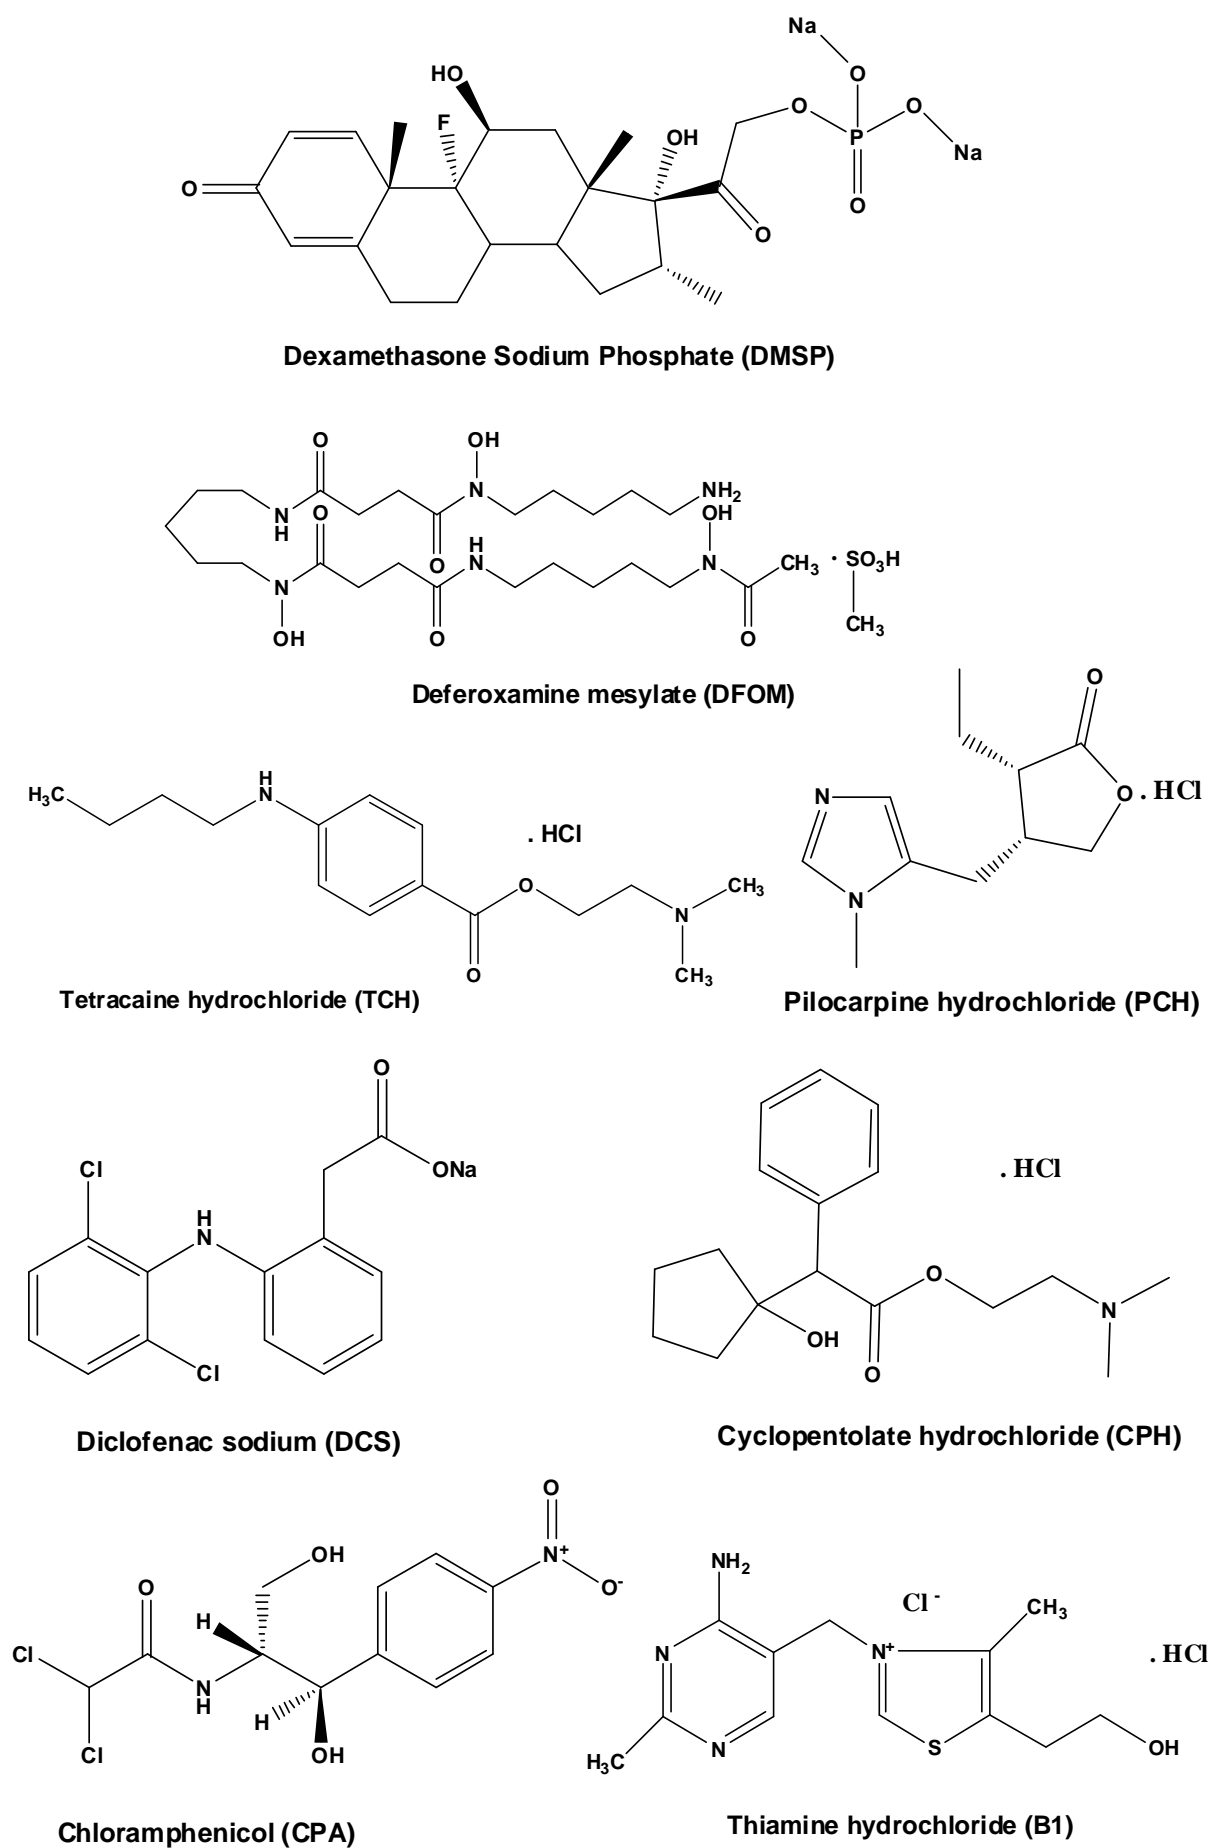 Na
O
HO
F
OH
O
P
O
Na
O
O
O
Dexamethasone Sodium Phosphate (DMSP)
O
OH
N
H
N
NH2
O
O
OH
H
N
O
N
CH3 . SO3H
N
O
OH
O
O
CH3
Deferoxamine mesylate (DFOM)
O
H
N
H3C
N
O . HCl
. HCl
O
CH3
N
N
O
CH3
Tetracaine hydrochloride (TCH)
Pilocarpine hydrochloride (PCH)
O
Cl
ONa
. HCl
H
N
O
N
OH
Cl
O
Diclofenac sodium (DCS)
Cyclopentolate hydrochloride (CPH)
O
OH
N+
O-
NH2
O
H
Cl -
CH3
Cl
N
N+
. HCl
N
H
H
N
S
OH
Cl
OH
H3C
Chloramphenicol (CPA)
Thiamine hydrochloride (B1)